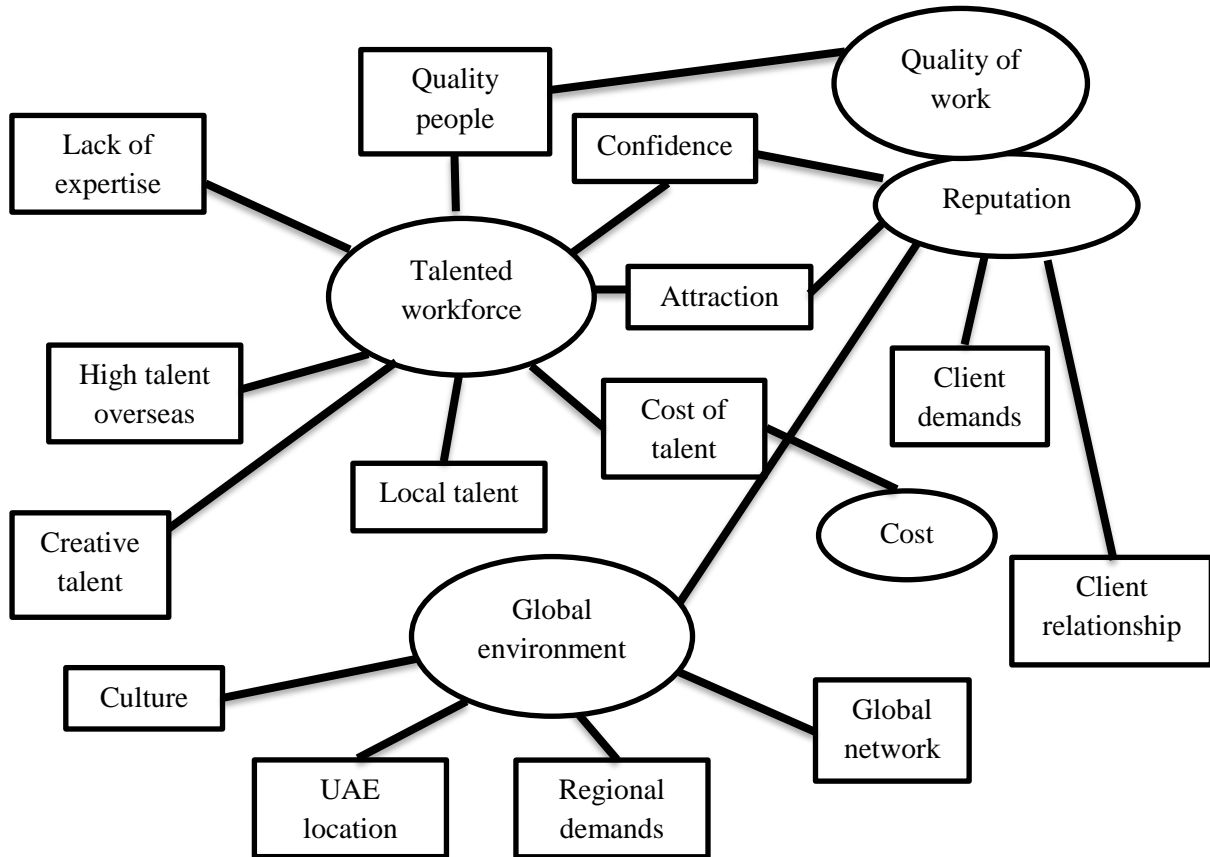 Quality
people
Quality of
work
Lack of
expertise
Confidence
Reputation
Talented
workforce
Attraction
High talent
overseas
Cost of
talent
Client
demands
Local talent
Creative
talent
Cost
Client
relationship
Global
environment
Culture
Global
network
UAE
location
Regional
demands